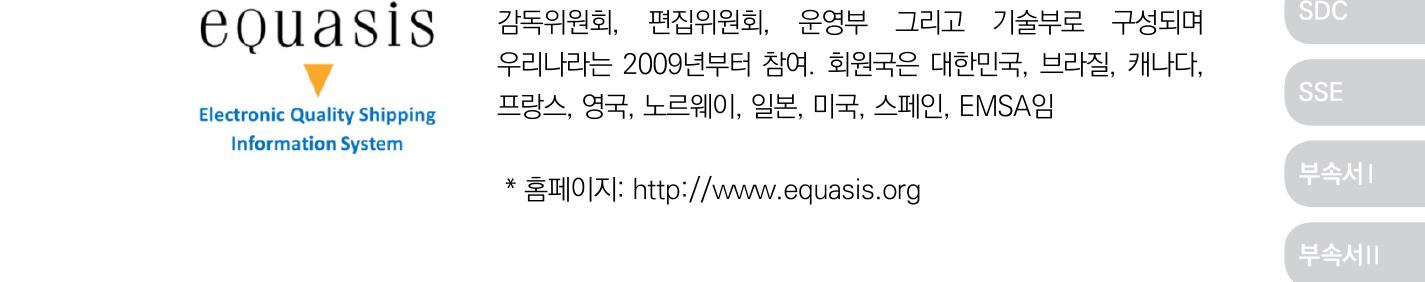 equasis
Electronic Quality Shipping
Information System
감독위원회, 편집위원회, 운영부 그리고 기술부로 구성되며
우리나라는 2009년부터 참여. 회원국은 대한민국, 브라질, 캐나다,
프랑스, 영국, 노르웨이, 일본, 미국, 스페인, EMSA임
* 홈페이지: http://www.equasis.org
SDC
SSE
부속서I
부속서II